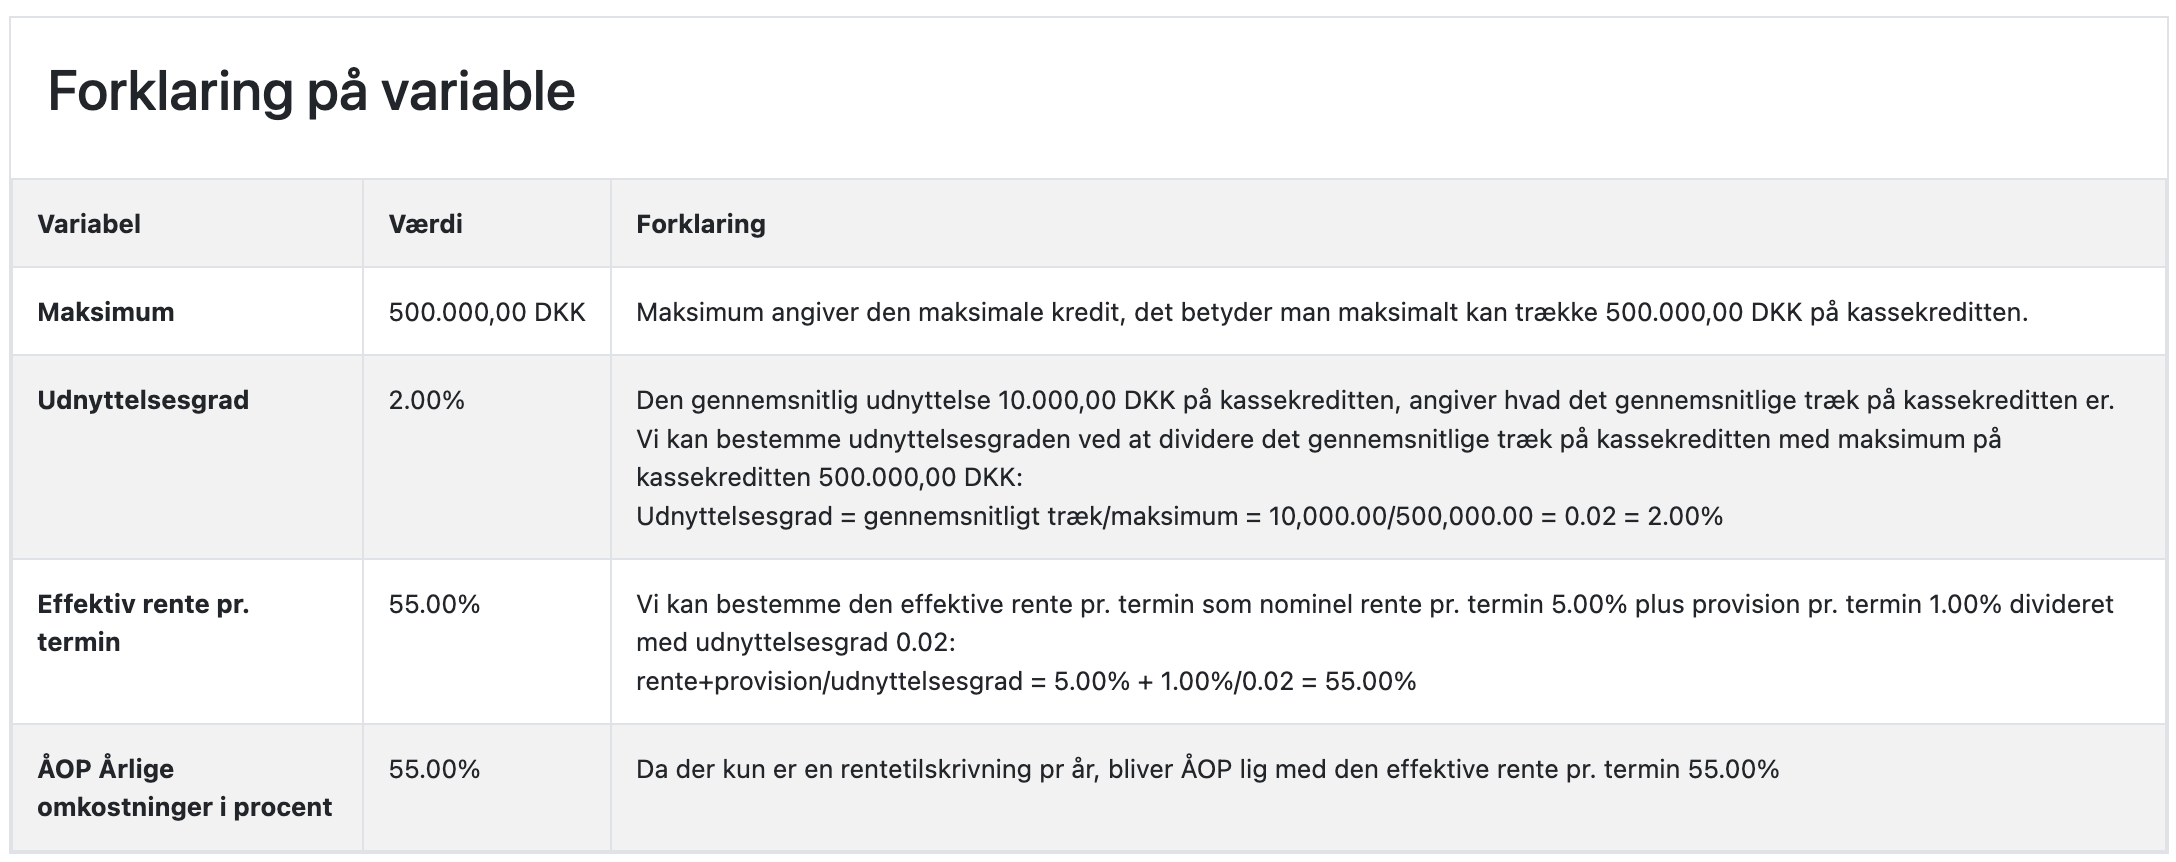 Forklaring på variable
Variabel Værdi Forklaring
Maksimum 500.000,00 DKK Maksimum angiver den maksimale kredit, det betyder man maksimalt kan trække 500.000,00 DKK på kassekreditten.
Udnyttelsesgrad 2.00% Den gennemsnitlig udnyttelse 10.000,00 DKK på kassekreditten, angiver hvad det gennemsnitlige træk på kassekreditten er.
Vi kan bestemme udnyttelsesgraden ved at dividere det gennemsnitlige træk på kassekreditten med maksimum på
kassekreditten 500.000,00 DKK:
Udnyttelsesgrad = gennemsnitligt træk/maksimum = 10,000.00/500,000.00 = 0.02 = 2.00%
Effektiv rente pr. 55.00% Vi kan bestemme den effektive rente pr. termin som nominel rente pr. termin 5.00% plus provision pr. termin 1.00% divideret
termin med udnyttelsesgrad 0.02:
rente+provision/udnyttelsesgrad = 5.00% + 1.00%/0.02 = 55.00%
ÅOP Årlige 55.00% Da der kun er en rentetilskrivning pr år, bliver ÅOP lig med den effektive rente pr. termin 55.00%
omkostninger i procent